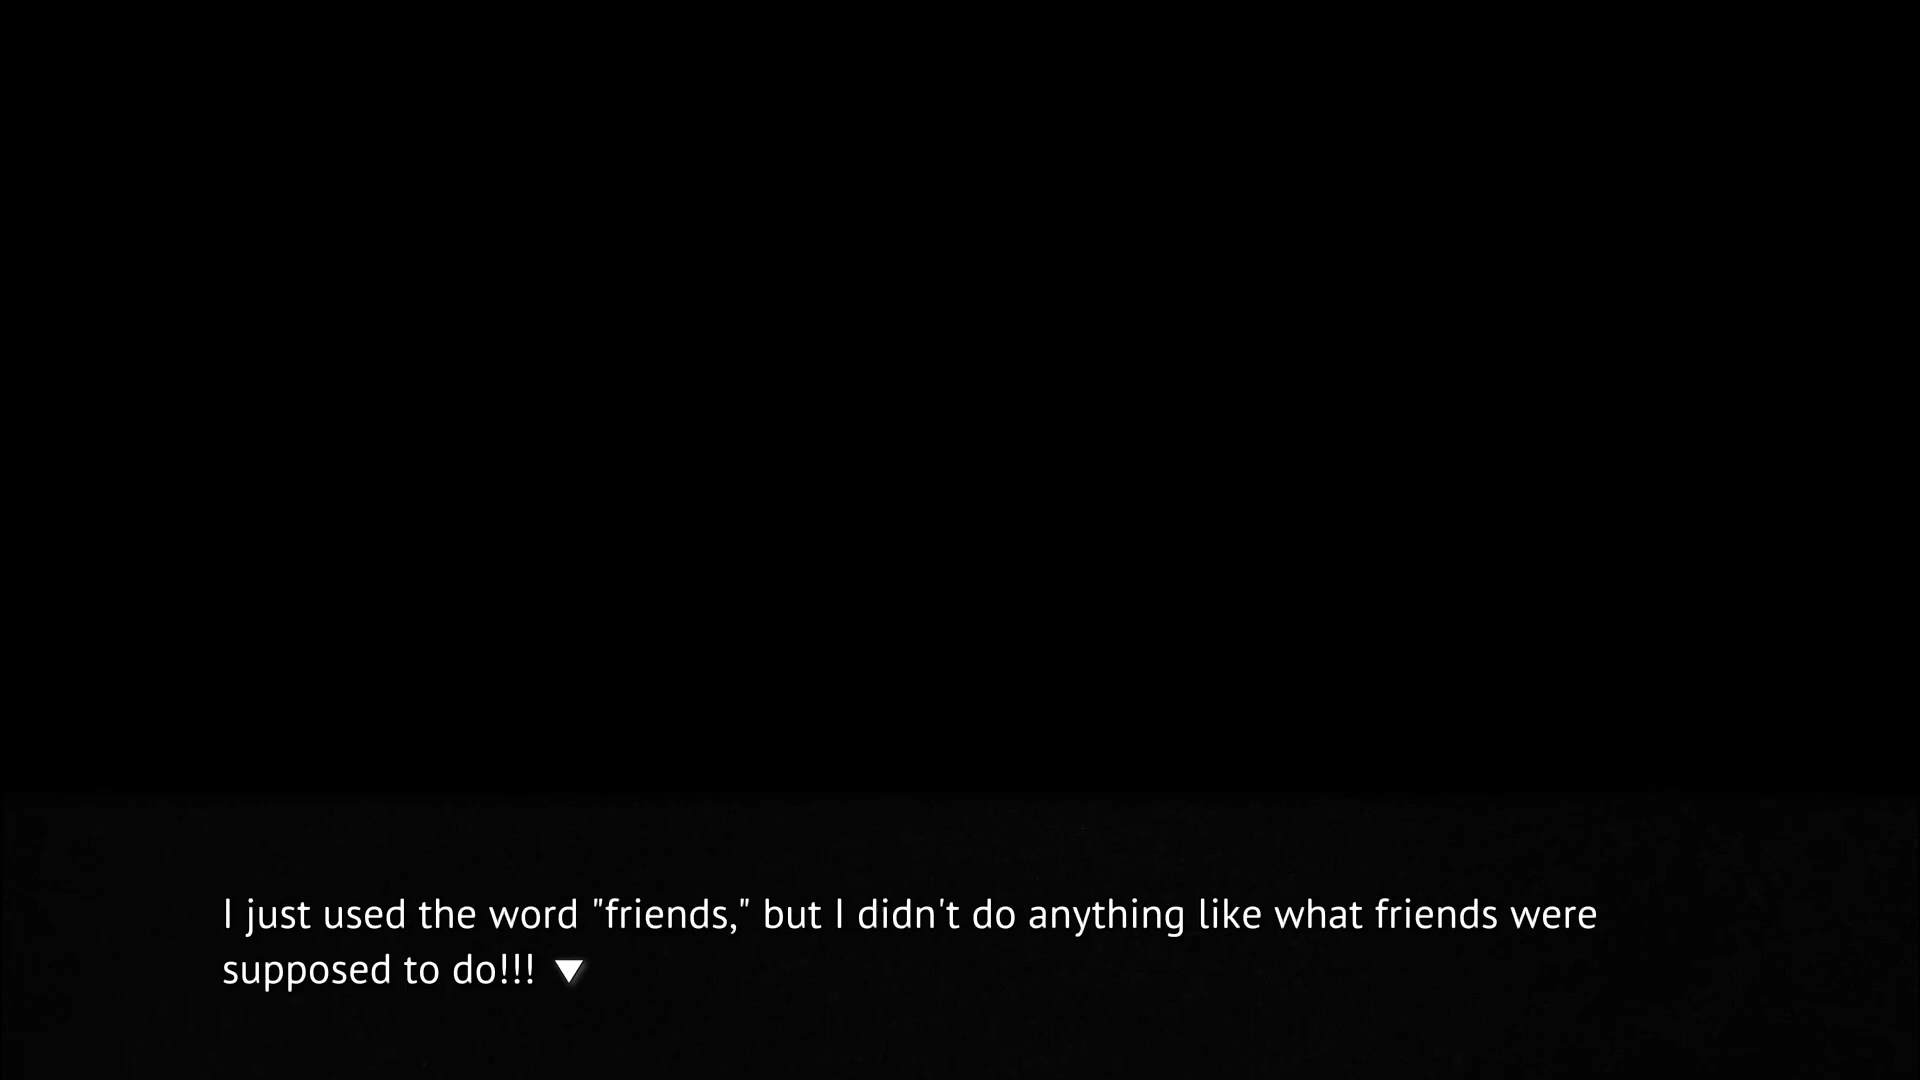 I just used the word "friends," but I didn't do anything like what friends were
supposed to do!!!